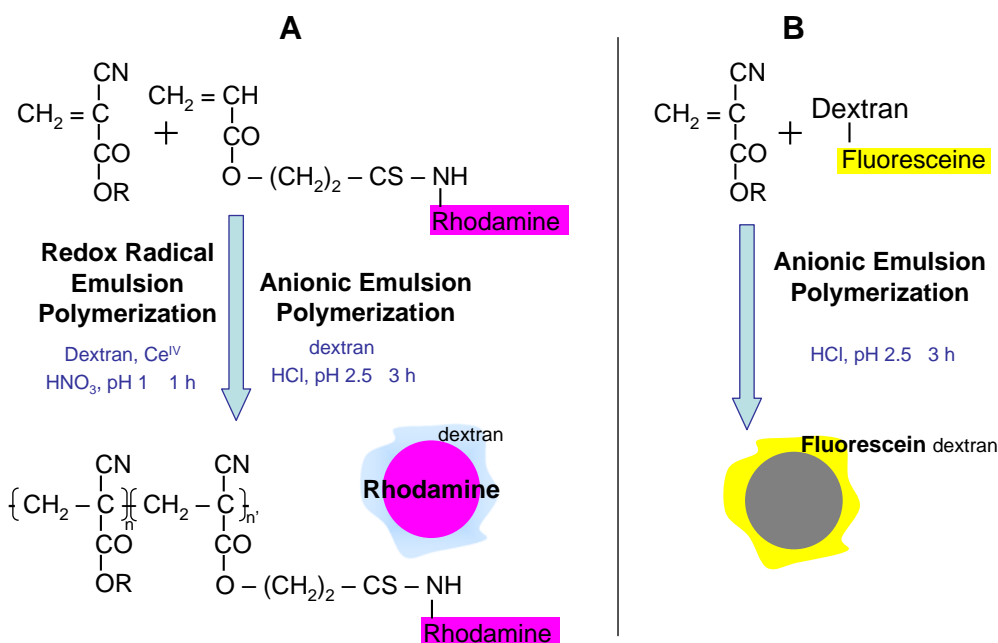 A
B
CN
CH₂ = C
CO
OR
+
CH₂ = CH
CO
O – (CH₂)₂ – CS – NH
Rhodamine
CN
CH₂ = C
CO
OR
+
Dextran
Fluoresceine
Redox Radical
Emulsion
Polymerization
Dextran, Ceᴵⱽ
HNO₃, pH 1 1 h
Anionic Emulsion
Polymerization
dextran
HCl, pH 2.5 3 h
Anionic Emulsion
Polymerization
HCl, pH 2.5 3 h
dextran
Rhodamine
Fluorescein dextran
CN CN
(CH₂ – C)n(CH₂ – C)n'
CO CO
OR O – (CH₂)₂ – CS – NH
Rhodamine